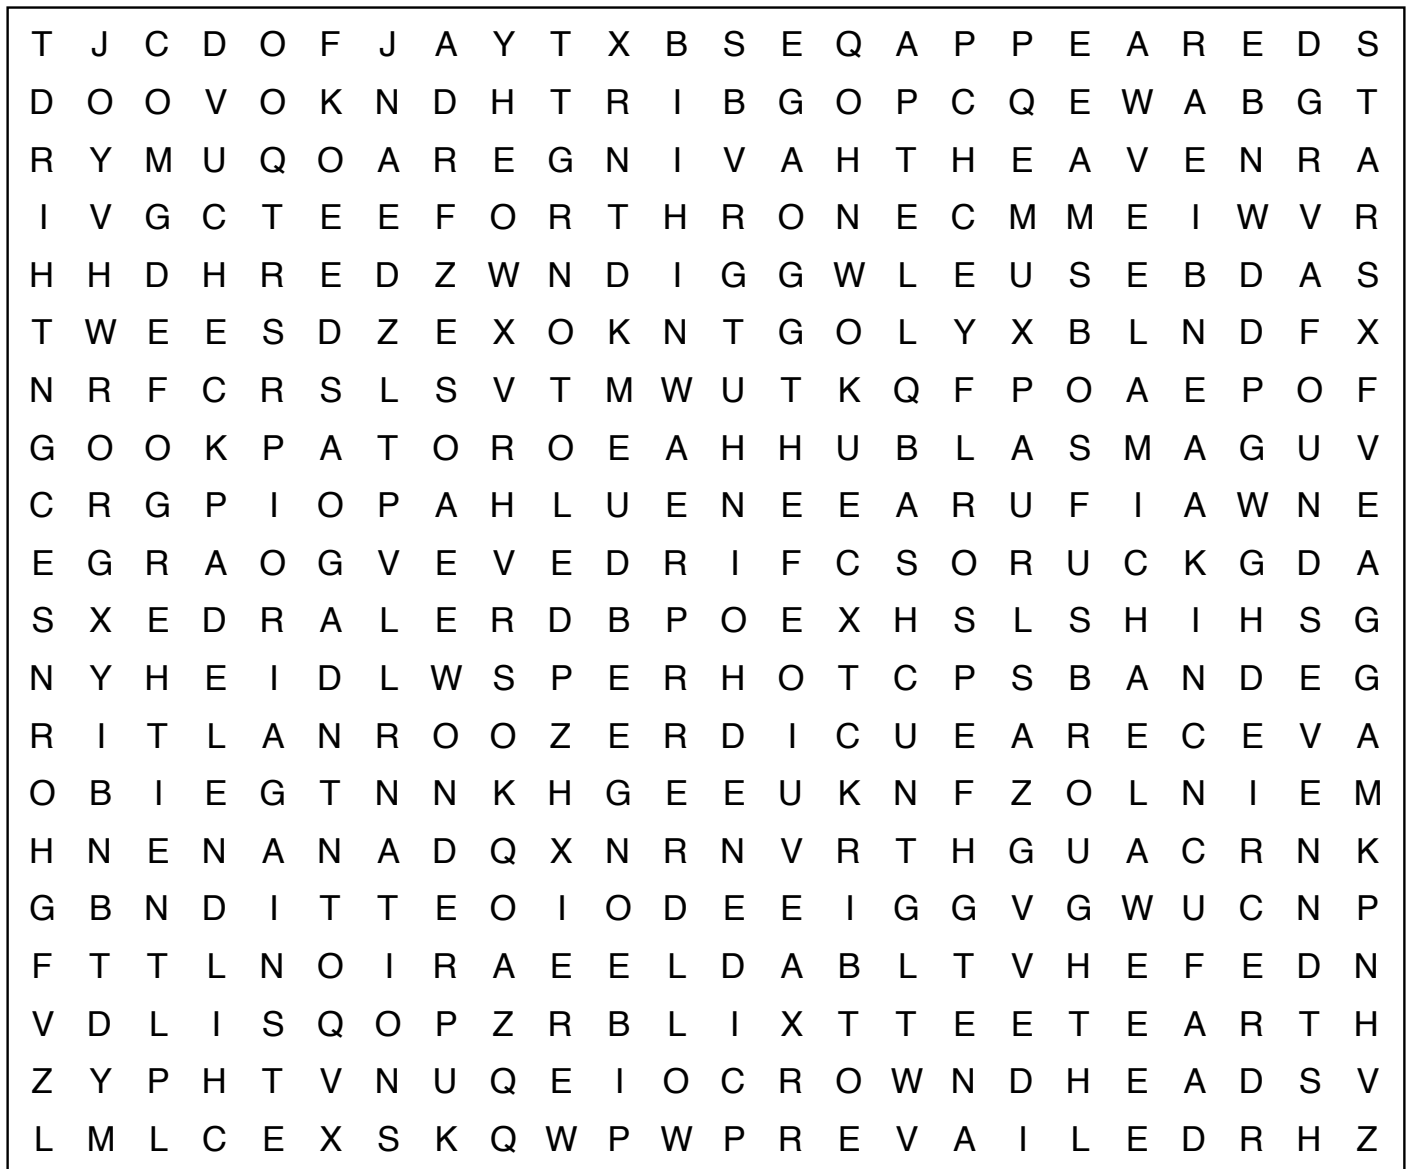 T J C D O F J A Y T X B S E Q A P P E A R E D S
D O O V O K N D H T R I B G O P C Q E W A B G T
R Y M U Q O A R E G N I V A H T H E A V E N R A
I V G C T E E F O R T H R O N E C M M E I W V R
H H D H R E D Z W N D I G G W L E U S E B D A S
T W E E S D Z E X O K N T G O L Y X B L N D F X
N R F C R S L S V T M W U T K Q F P O A E P O F
G O O K P A T O R O E A H H U B L A S M A G U V
C R G P I O P A H L U E N E E A R U F I A W N E
E G R A O G V E V E D R I F C S O R U C K G D A
S X E D R A L E R D B P O E X H S L S H I H S G
N Y H E I D L W S P E R H O T C P S B A N D E G
R I T L A N R O O Z E R D I C U E A R E C E V A
O B I E G T N N K H G E E U K N F Z O L N I E M
H N E N A N A D Q X N R N V R T H G U A C R N K
G B N D I T T E O I O D E E I G G V G W U C N P
F T T L N O I R A E E L D A B L T V H E F E D N
V D L I S Q O P Z R B L I X T T E E T E A R T H
Z Y P H T V N U Q E I O C R O W N D H E A D S V
L M L C E X S K Q W P W P R E V A I L E D R H Z